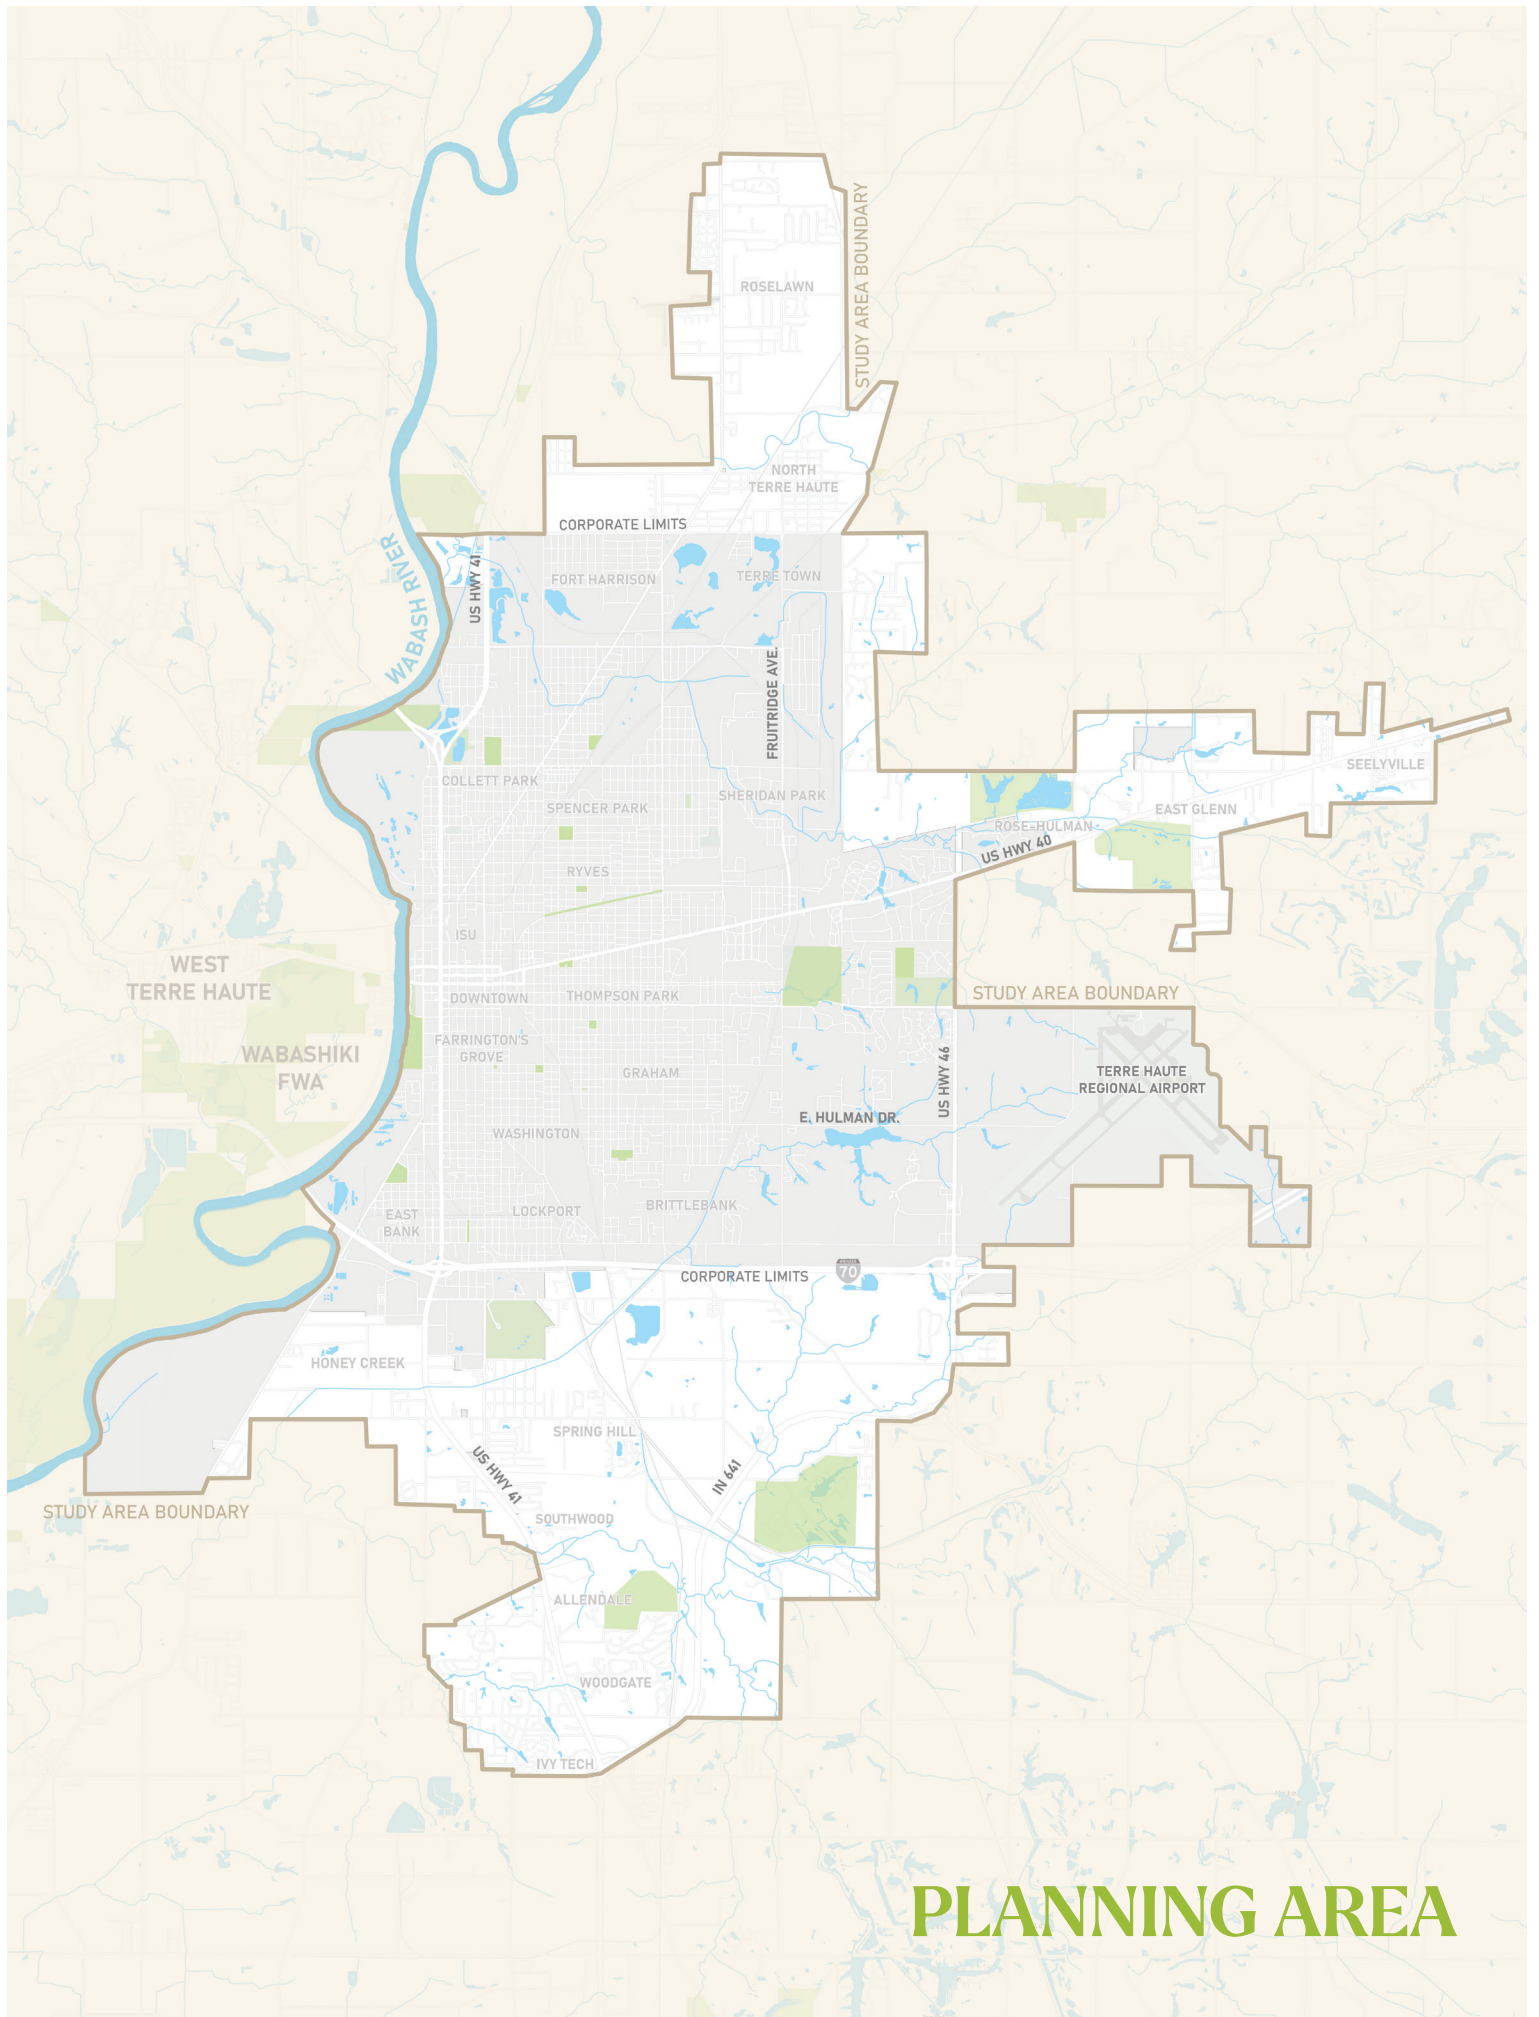 STUDY AREA BOUNDARY
ROSELAWN
NORTH
TERRE HAUTE
CORPORATE LIMITS
WABASH RIVER
US HWY 41
FORT HARRISON
TERRE TOWN
FRUITRIDGE AVE.
COLLETT PARK
SPENCER PARK
SHERIDAN PARK
SEELYVILLE
EAST GLENN
ROSE-HULMAN
US HWY 40
RYVES
ISU
WEST
TERRE HAUTE
DOWNTOWN
THOMPSON PARK
STUDY AREA BOUNDARY
FARRINGTON'S
GROVE
WABASHIKI
FWA
GRAHAM
US HWY 46
TERRE HAUTE
REGIONAL AIRPORT
E. HULMAN DR.
WASHINGTON
EAST
BANK
LOCKPORT
BRITTLEBANK
CORPORATE LIMITS
70
HONEY CREEK
SPRING HILL
US HWY 41
IN 641
STUDY AREA BOUNDARY
SOUTHWOOD
ALLENDALE
WOODGATE
IVY TECH
PLANNING AREA